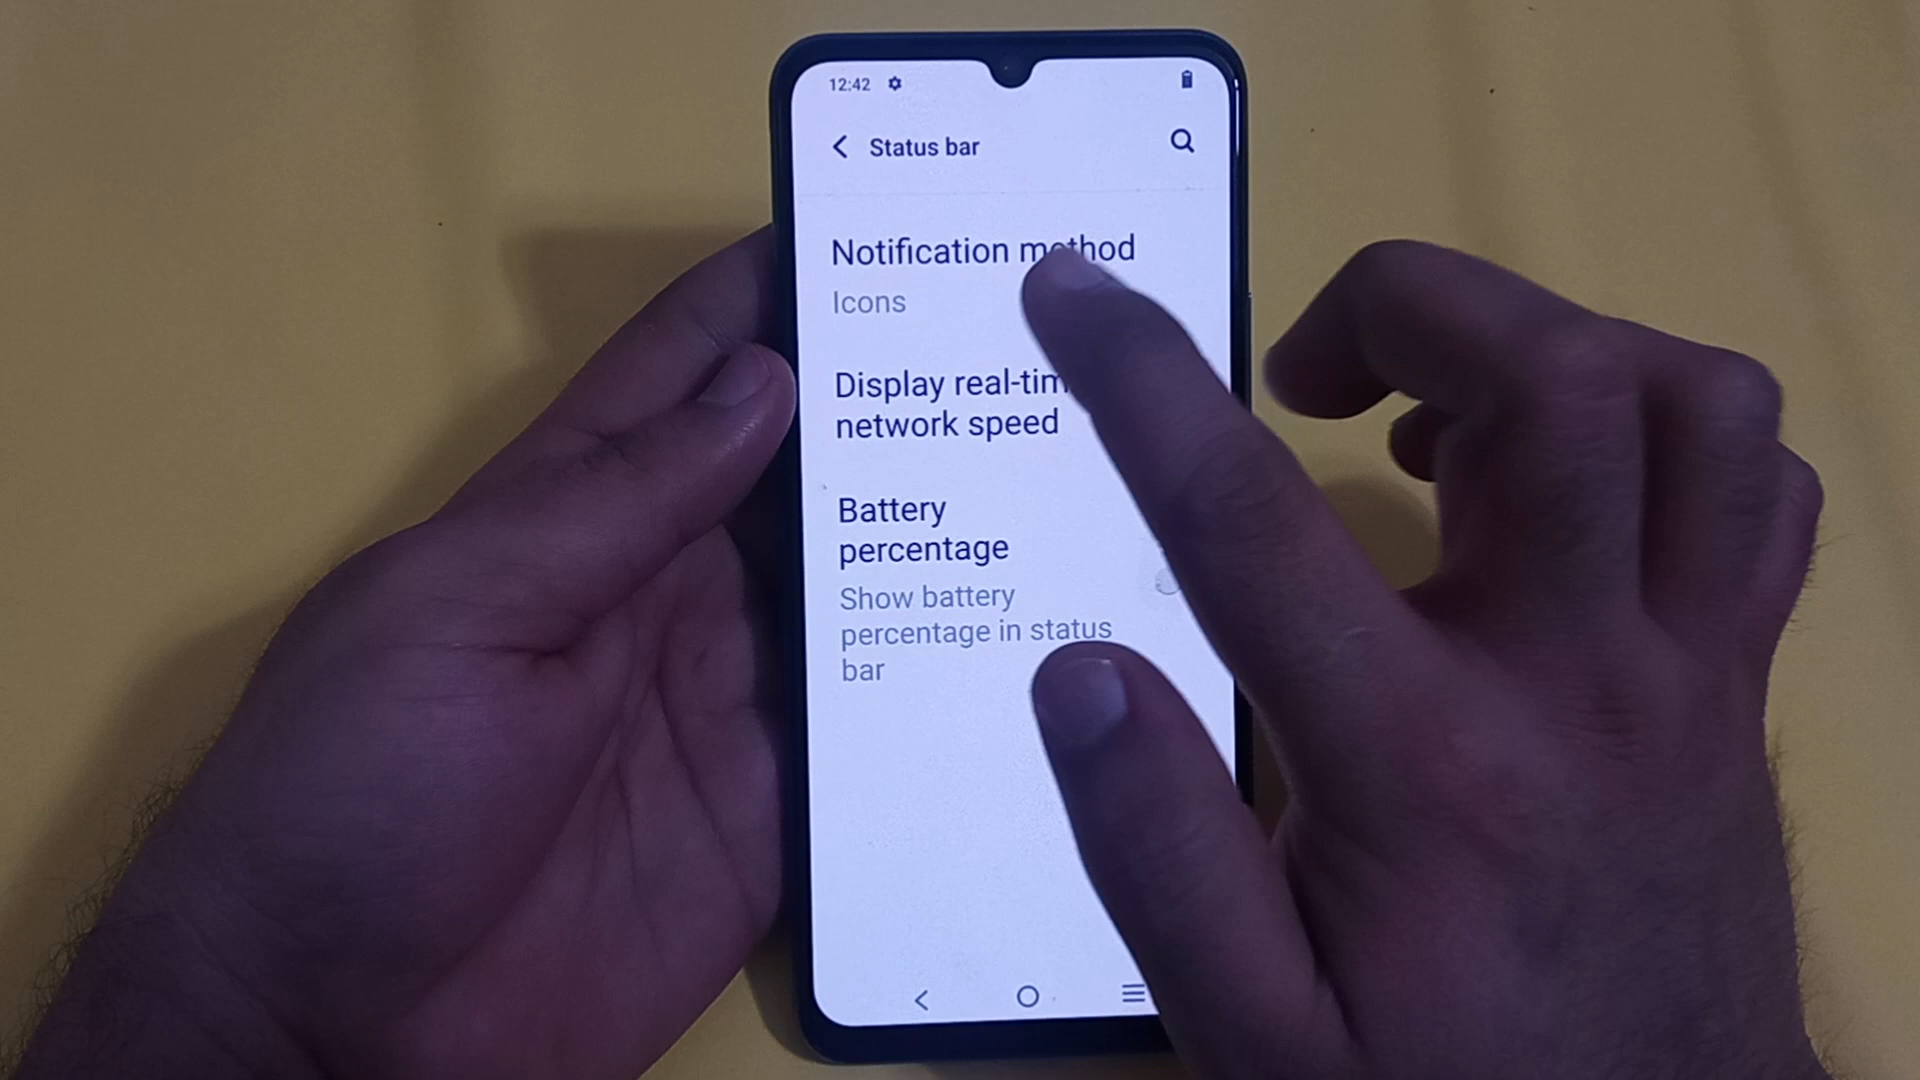 12:42
Status bar
Notification method
Icons
Display real-tim
network speed
Battery
percentage
Show battery
percentage in status
bar